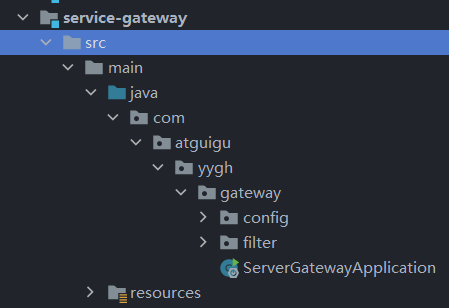 service-gateway
src
main
java
com
atguigu
yygh
gateway
config
filter
ServerGatewayApplication
resources